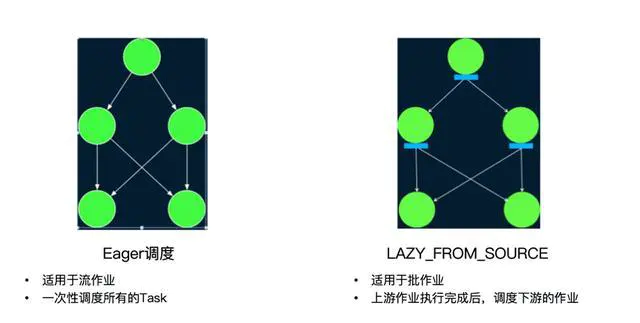 Eager调度
• 适用于流作业
• 一次性调度所有的Task
LAZY_FROM_SOURCE
• 适用于批作业
• 上游作业执行完成后，调度下游的作业